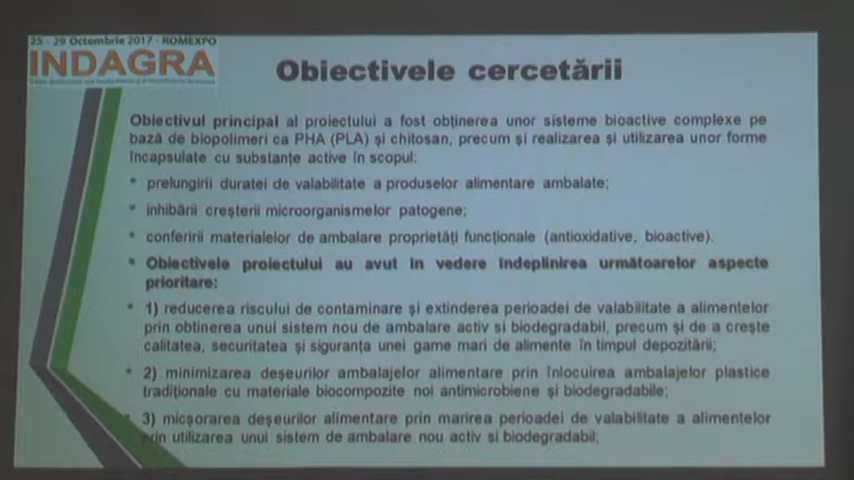 25 - 29 Octombrie 2017 - ROMEXPO
INDAGRA
Obiectivele cercetării
Obiectivul principal al proiectului a fost obținerea unor sisteme bioactive complexe pe
bază de biopolimeri ca PHA (PLA) și chitosan, precum și realizarea și utilizarea unor forme
încapsulate cu substanțe active în scopul:
* prelungirii duratei de valabilitate a produselor alimentare ambalate;
* inhibării creșterii microorganismelor patogene;
* conferirii materialelor de ambalare proprietăți funcționale (antioxidative, bioactive).
* Obiectivele proiectului au avut în vedere îndeplinirea următoarelor aspecte
prioritare:
* 1) reducerea riscului de contaminare și extinderea perioadei de valabilitate a alimentelor
prin obtinerea unui sistem nou de ambalare activ si biodegradabil, precum și de a crește
calitatea, securitatea și siguranța unei game mari de alimente în timpul depozitării;
* 2) minimizarea deșeurilor ambalajelor alimentare prin înlocuirea ambalajelor plastice
tradiționale cu materiale biocompozite noi antimicrobiene și biodegradabile;
* 3) micșorarea deșeurilor alimentare prin marirea perioadei de valabilitate a alimentelor
prin utilizarea unui sistem de ambalare nou activ si biodegradabil;